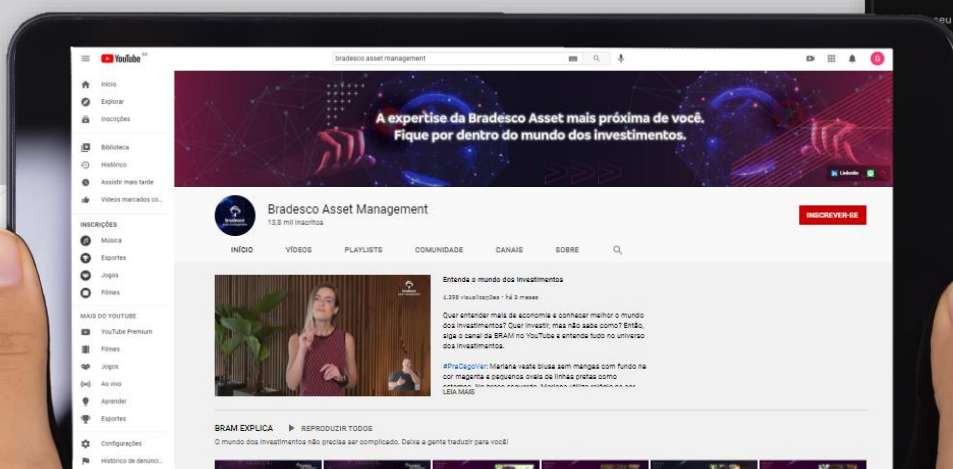 seu
YouTube BR
bradesco asset management
G
Início
Explorar
Inscrições
Biblioteca
Histórico
Assistir mais tarde
Vídeos marcados co...
INSCRIÇÕES
Música
Esportes
Jogos
Filmes
MAIS DO YOUTUBE
YouTube Premium
Filmes
Jogos
Ao vivo
Aprender
Esportes
Configurações
Histórico de denúnci...
A expertise da Bradesco Asset mais próxima de você.
Fique por dentro do mundo dos investimentos.
Linkedin
bradesco
Bradesco Asset Management
13,8 mil inscritos
INSCREVER-SE
INÍCIO VÍDEOS PLAYLISTS COMUNIDADE CANAIS SOBRE
bradesco
Entenda o mundo dos Investimentos
4.398 visualizações • há 3 meses
Quer entender mais de economia e conhecer melhor o mundo
dos investimentos? Quer investir, mas não sabe como? Então,
siga o canal da BRAM no YouTube e entenda tudo no universo
dos investimentos.
#PraCegoVer: Mariana veste blusa sem mangas com fundo na
cor magenta e pequenos ovais de linhas pretas como
LEIA MAIS
BRAM EXPLICA REPRODUZIR TODOS
O mundo dos investimentos não precisa ser complicado. Deixa a gente traduzir para você!